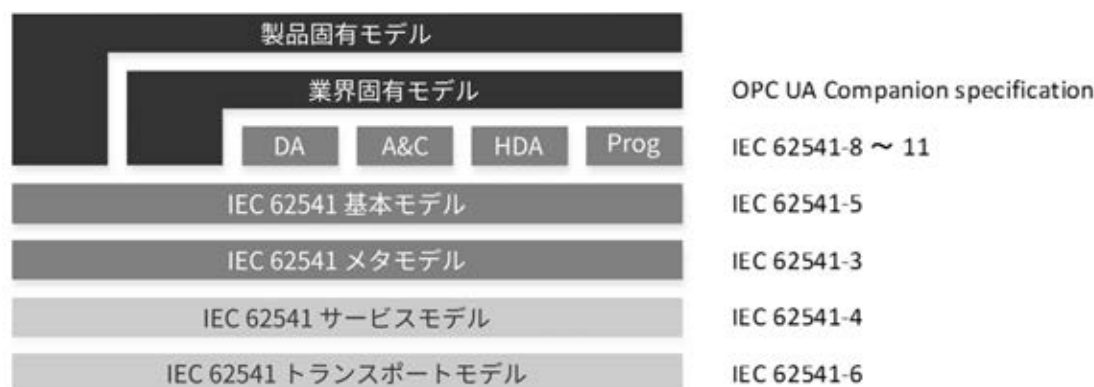 製品固有モデル
業界固有モデル OPC UA Companion specification
DA A&C HDA Prog IEC 62541-8 ～ 11
IEC 62541 基本モデル IEC 62541-5
IEC 62541 メタモデル IEC 62541-3
IEC 62541 サービスモデル IEC 62541-4
IEC 62541 トランスポートモデル IEC 62541-6